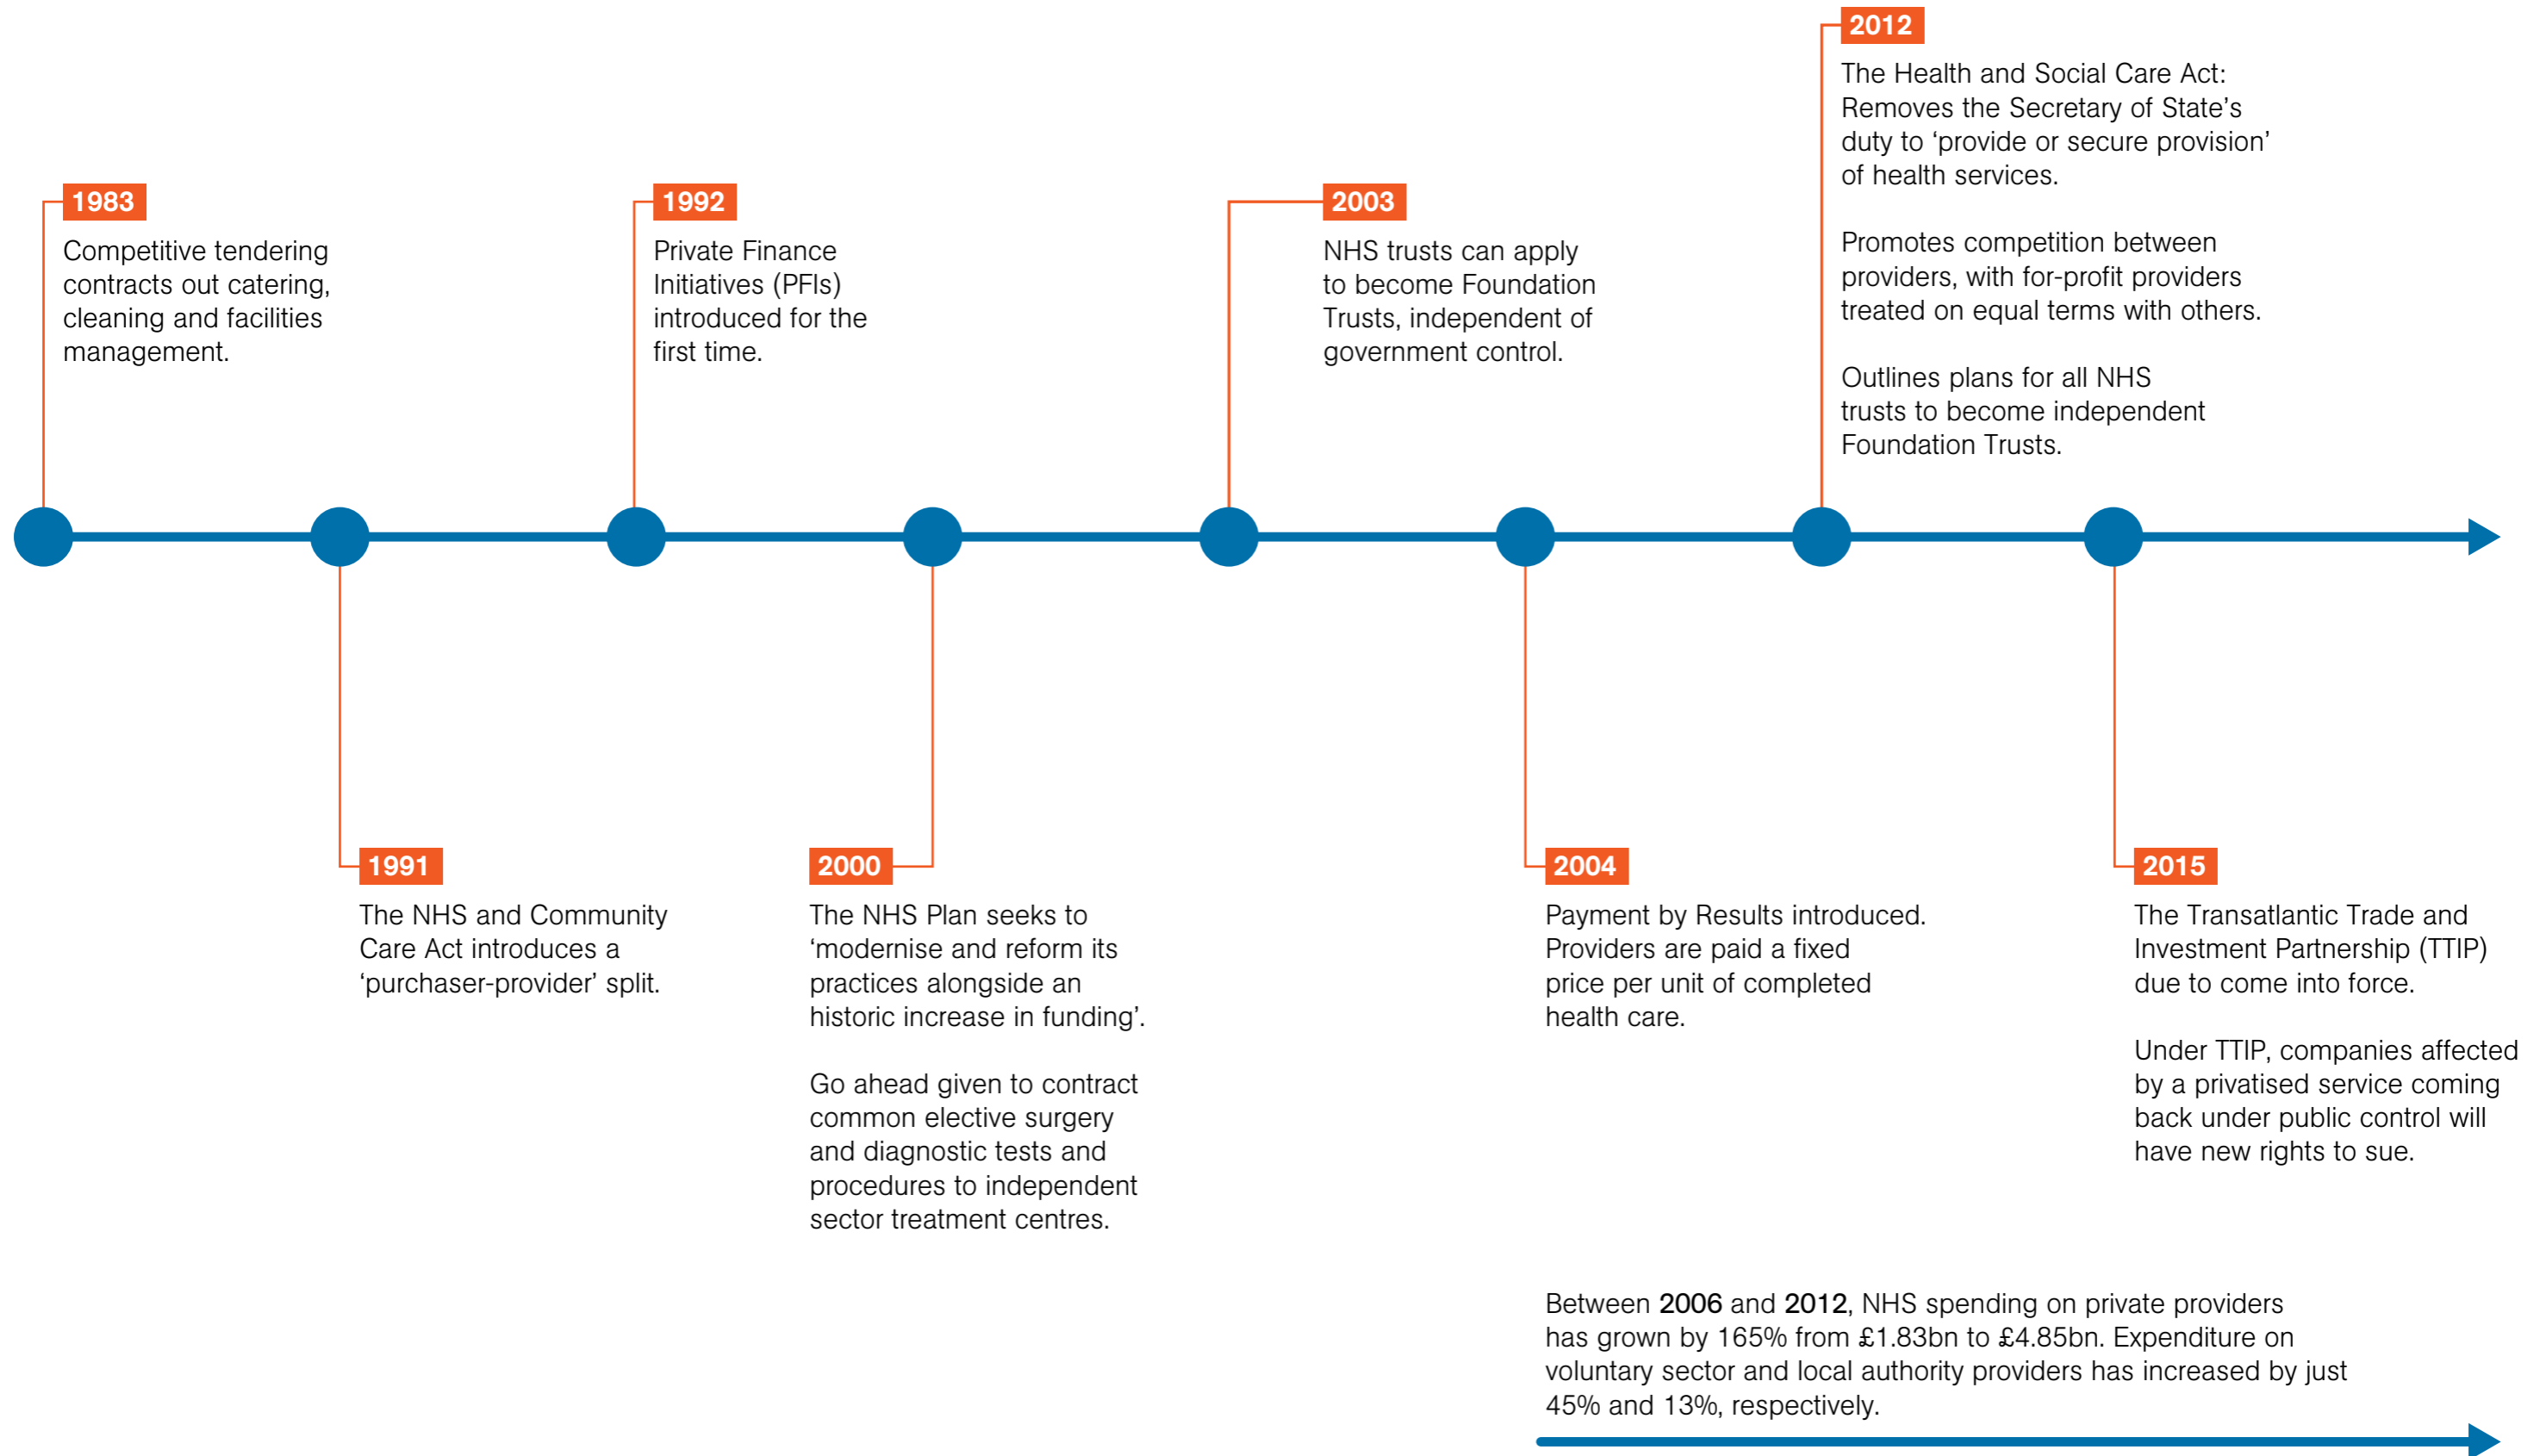 1983
Competitive tendering
contracts out catering,
cleaning and facilities
management.
1991
The NHS and Community
Care Act introduces a
‘purchaser-provider’ split.
1992
Private Finance
Initiatives (PFIs)
introduced for the
first time.
2000
The NHS Plan seeks to
‘modernise and reform its
practices alongside an
historic increase in funding’.
Go ahead given to contract
common elective surgery
and diagnostic tests and
procedures to independent
sector treatment centres.
2003
NHS trusts can apply
to become Foundation
Trusts, independent of
government control.
2004
Payment by Results introduced.
Providers are paid a fixed
price per unit of completed
health care.
2012
The Health and Social Care Act:
Removes the Secretary of State’s
duty to ‘provide or secure provision’
of health services.
Promotes competition between
providers, with for-profit providers
treated on equal terms with others.
Outlines plans for all NHS
trusts to become independent
Foundation Trusts.
2015
The Transatlantic Trade and
Investment Partnership (TTIP)
due to come into force.
Under TTIP, companies affected
by a privatised service coming
back under public control will
have new rights to sue.
Between 2006 and 2012, NHS spending on private providers
has grown by 165% from £1.83bn to £4.85bn. Expenditure on
voluntary sector and local authority providers has increased by just
45% and 13%, respectively.